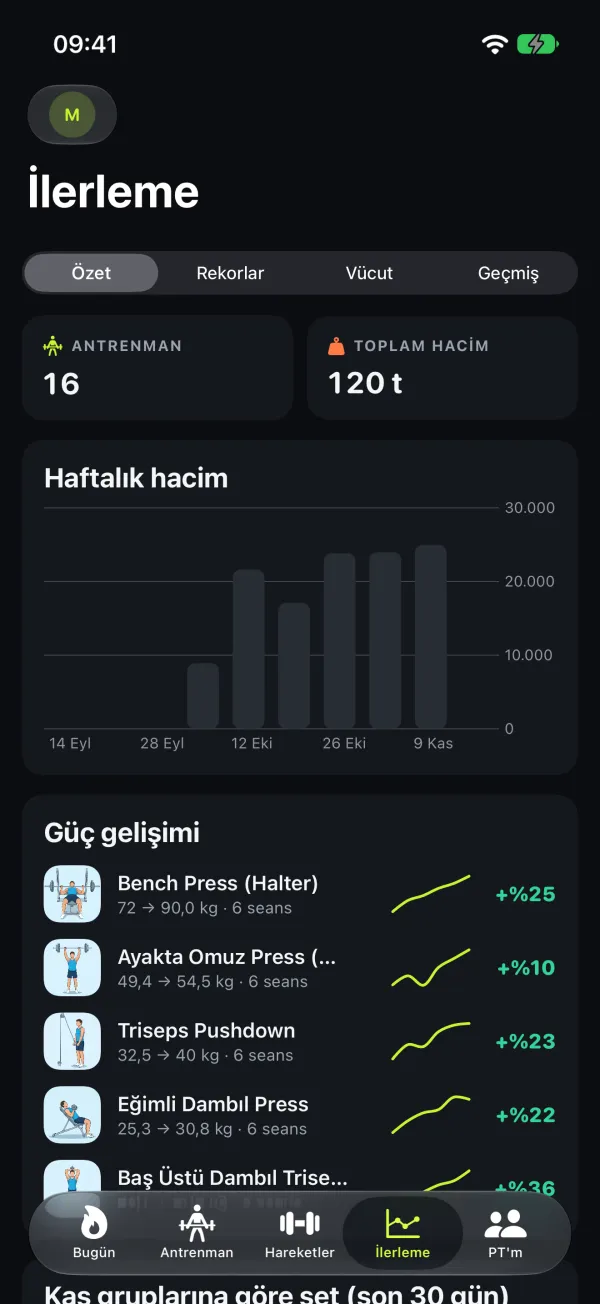 09:41
M
İlerleme
Özet Rekorlar Vücut Geçmiş
ANTRENMAN
16
TOPLAM HACİM
120 t
Haftalık hacim
30.000
20.000
10.000
0
14 Eyl 28 Eyl 12 Eki 26 Eki 9 Kas
Güç gelişimi
Bench Press (Halter)
72 → 90,0 kg · 6 seans
+%25
Ayakta Omuz Press (...
49,4 → 54,5 kg · 6 seans
+%10
Triseps Pushdown
32,5 → 40 kg · 6 seans
+%23
Eğimli Dambıl Press
25,3 → 30,8 kg · 6 seans
+%22
Baş Üstü Dambıl Trise...
+%36
Bugün Antrenman Hareketler İlerleme PT'm
Kas gruplarına göre set (son 30 gün)